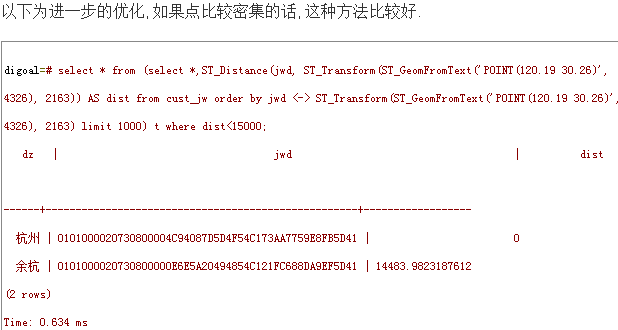 以下为进一步的优化,如果点比较密集的话,这种方法比较好.
digoal=# select * from (select *,ST_Distance(jwd, ST_Transform(ST_GeomFromText('POINT(120.19 30.26)',
4326), 2163)) AS dist from cust_jw order by jwd <-> ST_Transform(ST_GeomFromText('POINT(120.19 30.26)',
4326), 2163) limit 1000) t where dist<15000;
dz | jwd | dist
------+----------------------------------------------------+------------------
杭州 | 0101000020730800004C94087D5D4F54C173AA7759E8FB5D41 | 0
余杭 | 0101000020730800000E6E5A20494854C121FC688DA9EF5D41 | 14483.9823187612
(2 rows)
Time: 0.634 ms